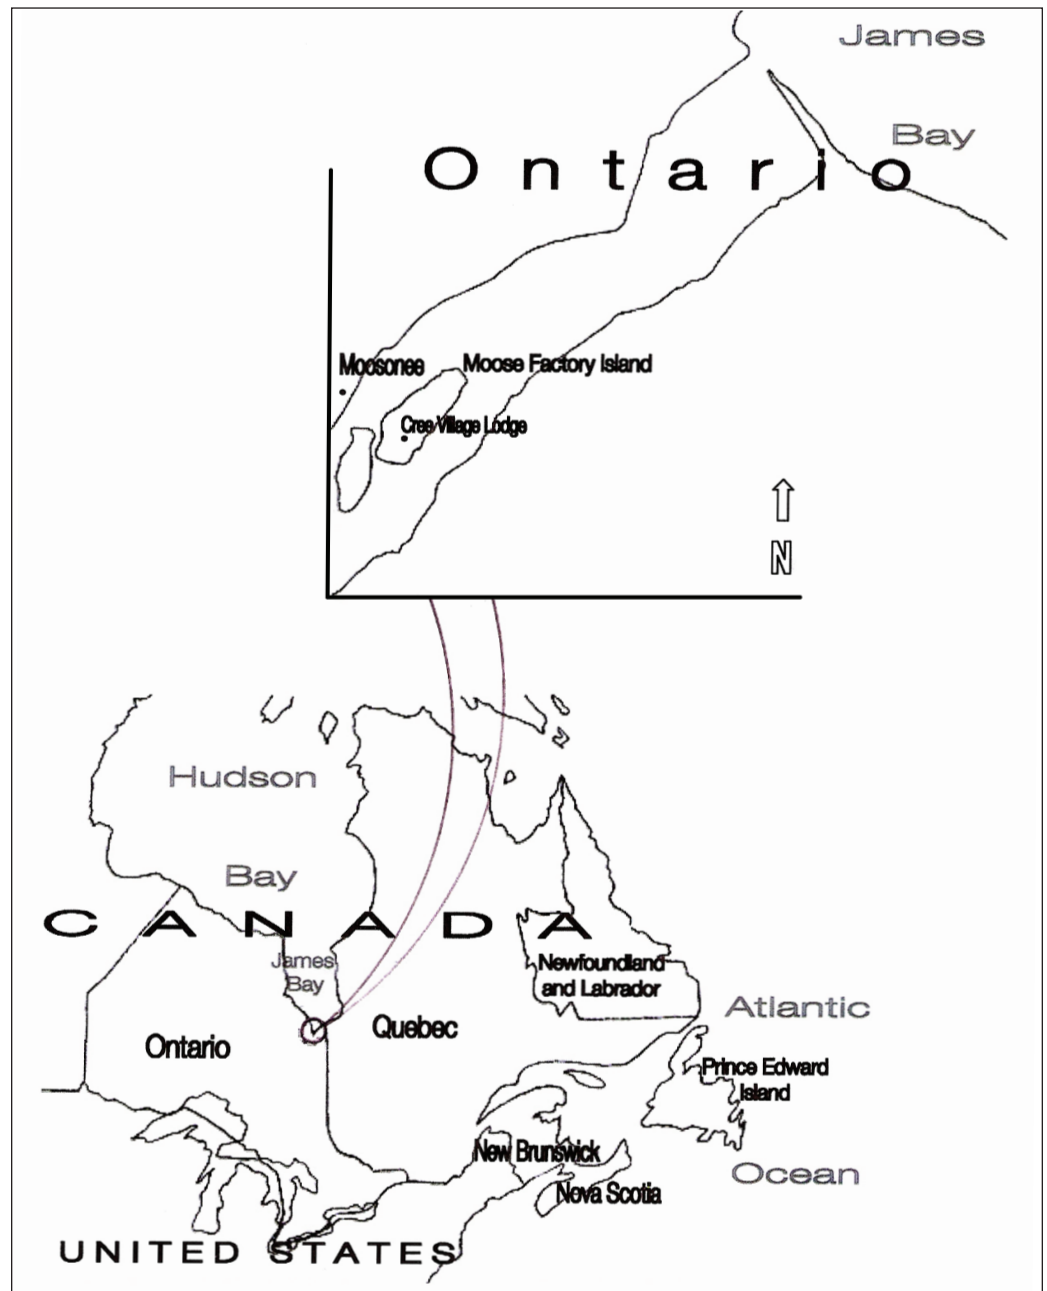 James
Bay
Ontario
Moosonee
Moose Factory Island
Cree Village Lodge
N
Hudson
Bay
CANADA
James
Bay
Newfoundland
and Labrador
Atlantic
Quebec
Ontario
Prince Edward
Island
New Brunswick
Ocean
Nova Scotia
UNITED STATES